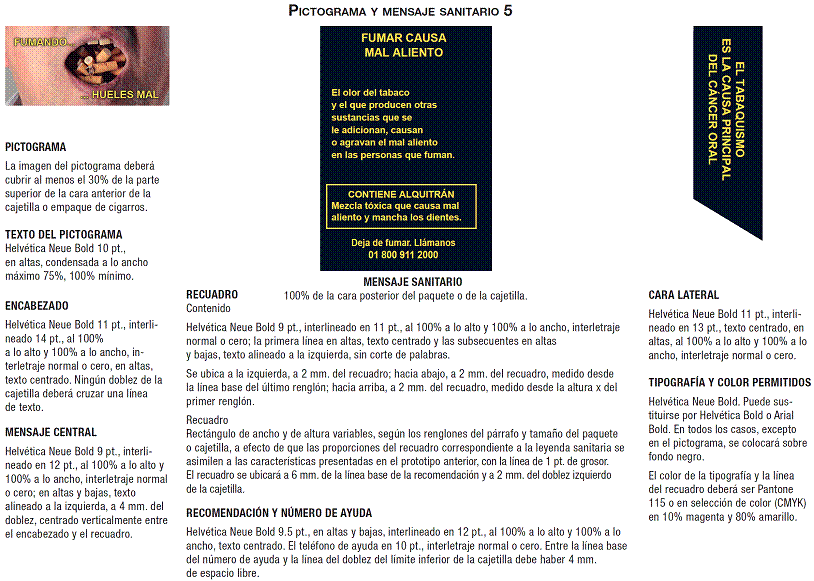 PICTOGRAMA Y MENSAJE SANITARIO 5
FUMANDO...
... HUELES MAL
PICTOGRAMA
La imagen del pictograma deberá
cubrir al menos el 30% de la parte
superior de la cara anterior de la
cajetilla o empaque de cigarros.
TEXTO DEL PICTOGRAMA
Helvética Neue Bold 10 pt.,
en altas, condensada a lo ancho
máximo 75%, 100% mínimo.
ENCABEZADO
Helvética Neue Bold 11 pt., interli-
neado 14 pt., al 100%
a lo alto y 100% a lo ancho, in-
terletraje normal o cero, en altas,
texto centrado. Ningún doblez de la
cajetilla deberá cruzar una línea
de texto.
MENSAJE CENTRAL
Helvética Neue Bold 9 pt., interli-
neado en 12 pt., al 100% a lo alto y
100% a lo ancho, interletraje normal
o cero; en altas y bajas, texto
alineado a la izquierda, a 4 mm. del
doblez, centrado verticalmente entre
el encabezado y el recuadro.
FUMAR CAUSA
MAL ALIENTO
El olor del tabaco
y el que producen otras
sustancias que se
le adicionan, causan
o agravan el mal aliento
en las personas que fuman.
CONTIENE ALQUITRÁN
Mezcla tóxica que causa mal
aliento y mancha los dientes.
Deja de fumar. Llámanos
01 800 911 2000
MENSAJE SANITARIO
100% de la cara posterior del paquete o de la cajetilla.
RECUADRO
Contenido
Helvética Neue Bold 9 pt., interlineado en 11 pt., al 100% a lo alto y 100% a lo ancho, interletraje
normal o cero; la primera línea en altas, texto centrado y las subsecuentes en altas
y bajas, texto alineado a la izquierda, sin corte de palabras.
Se ubica a la izquierda, a 2 mm. del recuadro; hacia abajo, a 2 mm. del recuadro, medido desde
la línea base del último renglón; hacia arriba, a 2 mm. del recuadro, medido desde la altura x del
primer renglón.
Recuadro
Rectángulo de ancho y de altura variables, según los renglones del párrafo y tamaño del paquete
o cajetilla, a efecto de que las proporciones del recuadro correspondiente a la leyenda sanitaria se
asimilen a las características presentadas en el prototipo anterior, con la línea de 1 pt. de grosor.
El recuadro se ubicará a 6 mm. de la línea base de la recomendación y a 2 mm. del doblez izquierdo
de la cajetilla.
RECOMENDACIÓN Y NÚMERO DE AYUDA
Helvética Neue Bold 9.5 pt., en altas y bajas, interlineado en 12 pt., al 100% a lo alto y 100% a lo
ancho, texto centrado. El teléfono de ayuda en 10 pt., interletraje normal o cero. Entre la línea base
del número de ayuda y la línea del doblez del límite inferior de la cajetilla debe haber 4 mm.
de espacio libre.
EL TABAQUISMO
ES LA CAUSA PRINCIPAL
DEL CÁNCER ORAL
CARA LATERAL
Helvética Neue Bold 11 pt., interli-
neado en 13 pt., texto centrado, en
altas, al 100% a lo alto y 100% a lo
ancho, interletraje normal o cero.
TIPOGRAFÍA Y COLOR PERMITIDOS
Helvética Neue Bold. Puede sus-
tituirse por Helvética Bold o Arial
Bold. En todos los casos, excepto
en el pictograma, se colocará sobre
fondo negro.
El color de la tipografía y la línea
del recuadro deberá ser Pantone
115 o en selección de color (CMYK)
en 10% magenta y 80% amarillo.